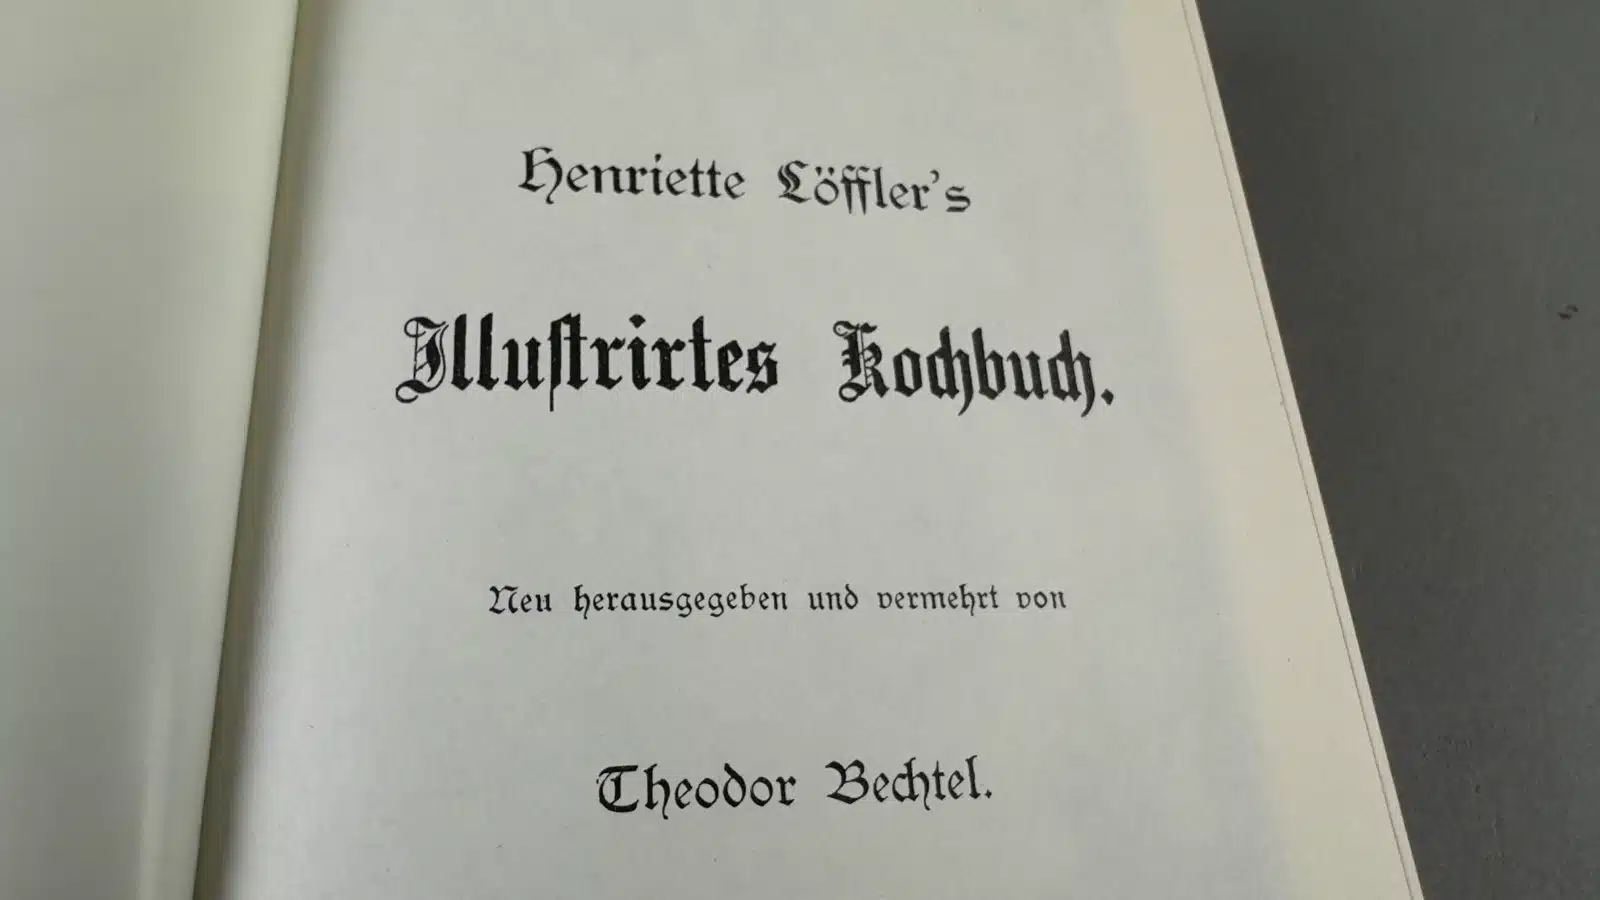 Henriette Löffler's
Illustrirtes Kochbuch.
Neu herausgegeben und vermehrt von
Theodor Bechtel.